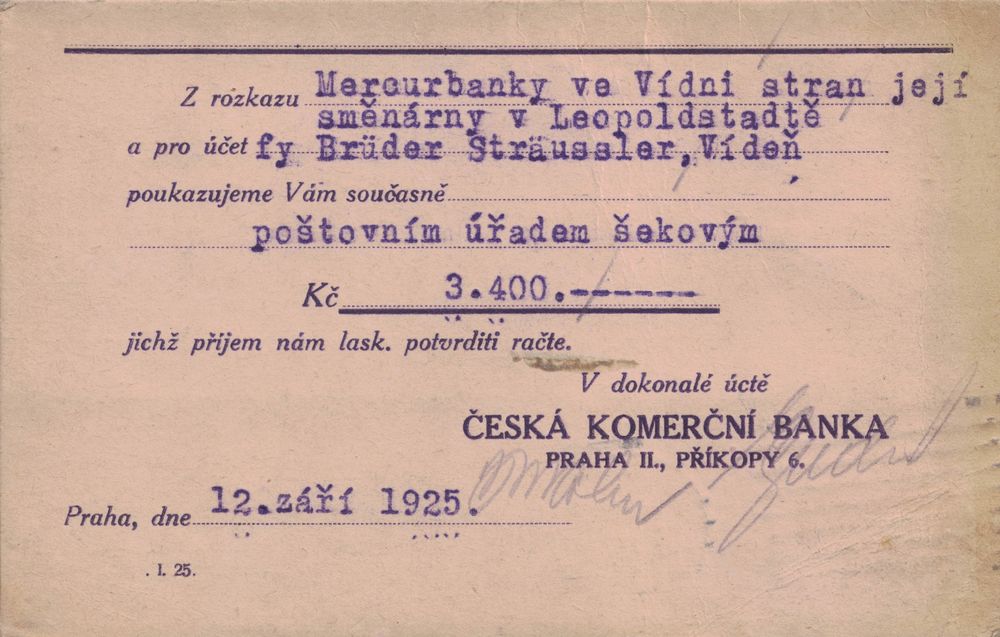 Z rozkazu Mercurbanky ve Vídni stran její
směnárny v Leopoldstadtě
a pro účet fy Brüder Sträussler, Vídeň
poukazujeme Vám současně
poštovním úřadem šekovým
Kč 3.400.-------
jichž příjem nám lask. potvrditi račte.
V dokonalé úctě
ČESKÁ KOMERČNÍ BANKA
PRAHA II., PŘÍKOPY 6.
Praha, dne 12.září 1925.
. I. 25.